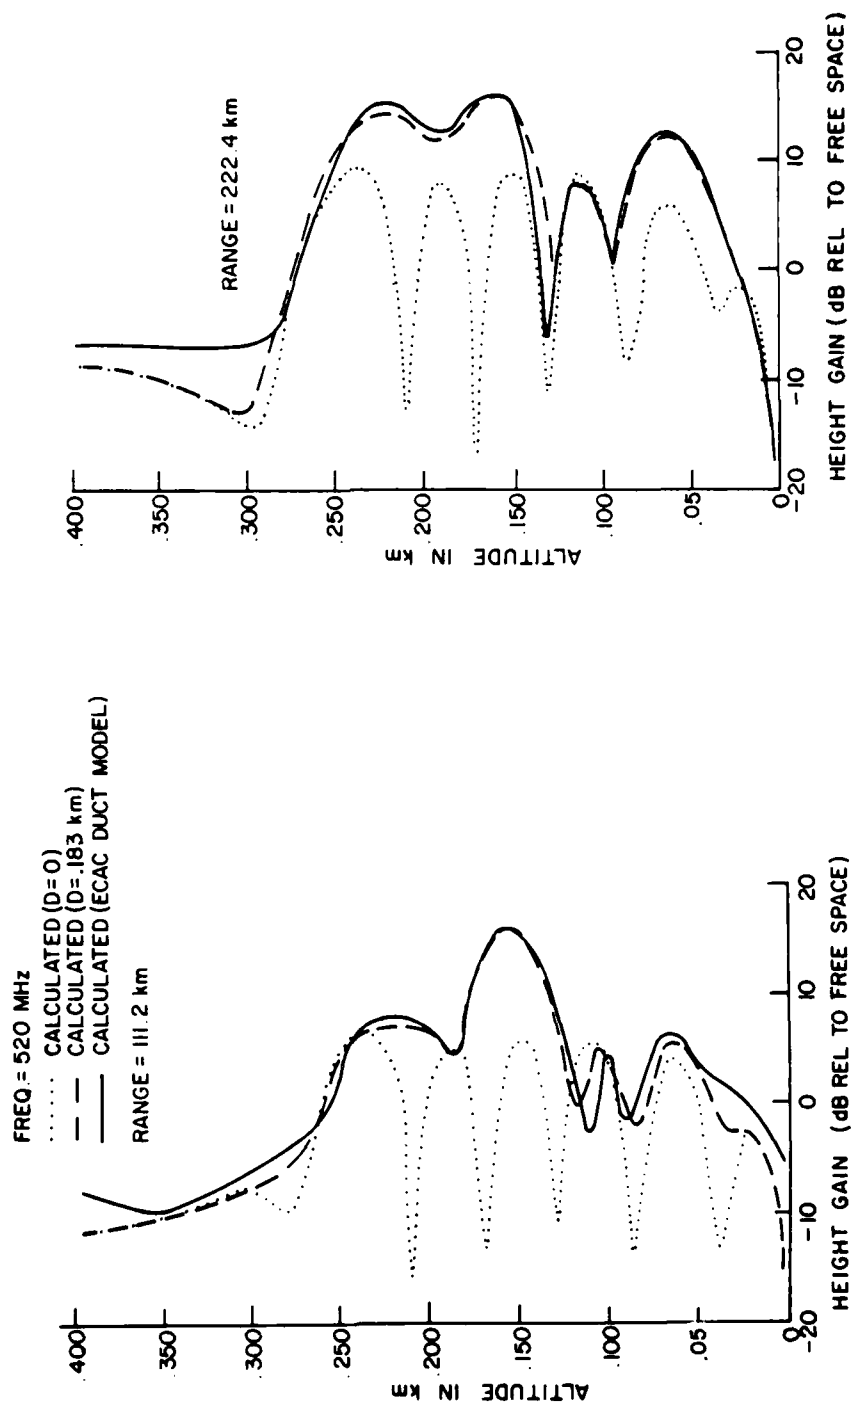 FREQ.= 520 MHz
CALCULATED (D=0)
CALCULATED (D=.183 km)
CALCULATED (ECAC DUCT MODEL)
RANGE = 111.2 km
.400
.350
.300
.250
.200
.150
.100
.05
0
ALTITUDE IN km
-20
-10
0
10
20
HEIGHT GAIN (dB REL TO FREE SPACE)
RANGE = 222.4 km
.400
.350
.300
.250
.200
.150
.100
.05
0
ALTITUDE IN km
-20
-10
0
10
20
HEIGHT GAIN (dB REL TO FREE SPACE)